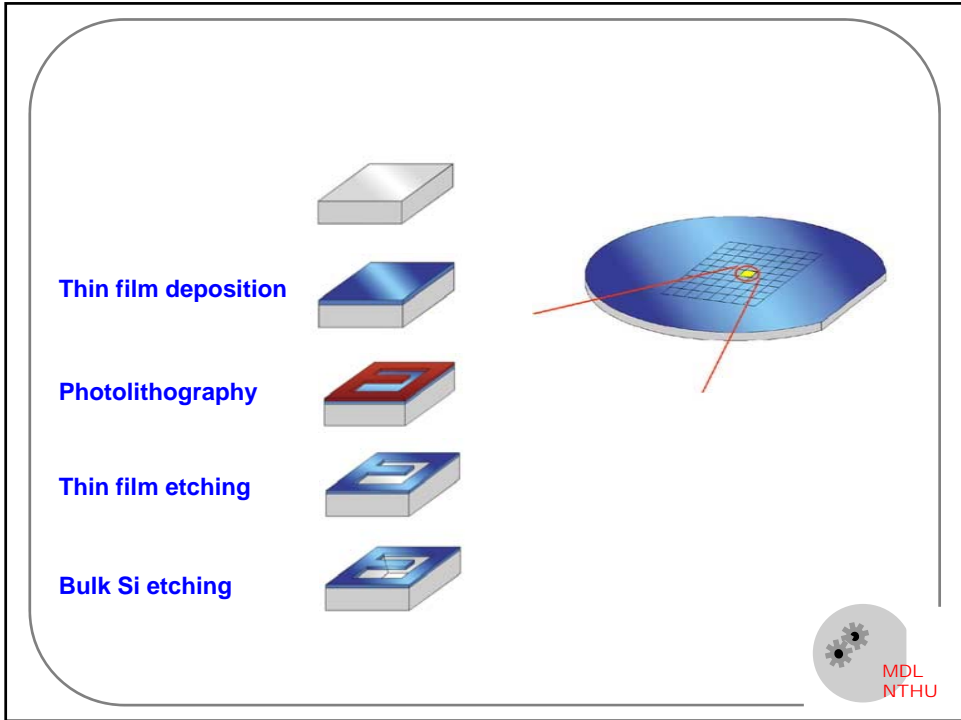 Thin film deposition
Photolithography
Thin film etching
Bulk Si etching
MDL
NTHU